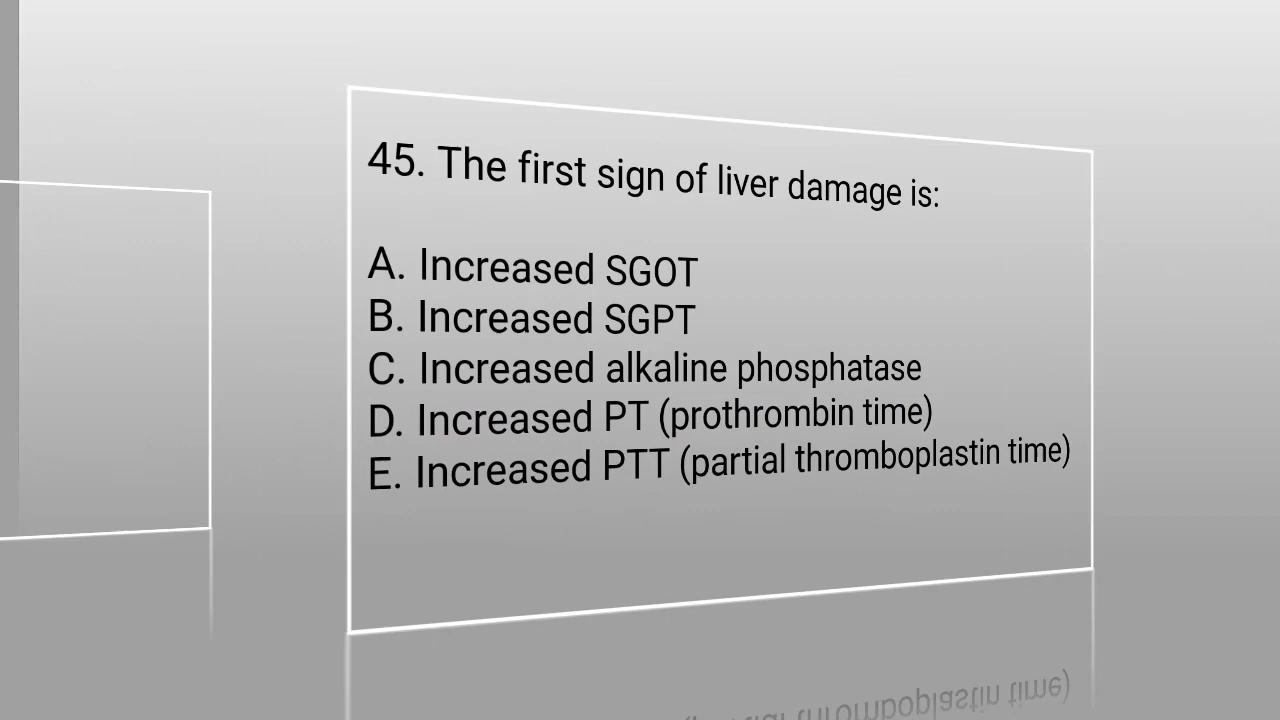 45. The first sign of liver damage is:
A. Increased SGOT
B. Increased SGPT
C. Increased alkaline phosphatase
D. Increased PT (prothrombin time)
E. Increased PTT (partial thromboplastin time)